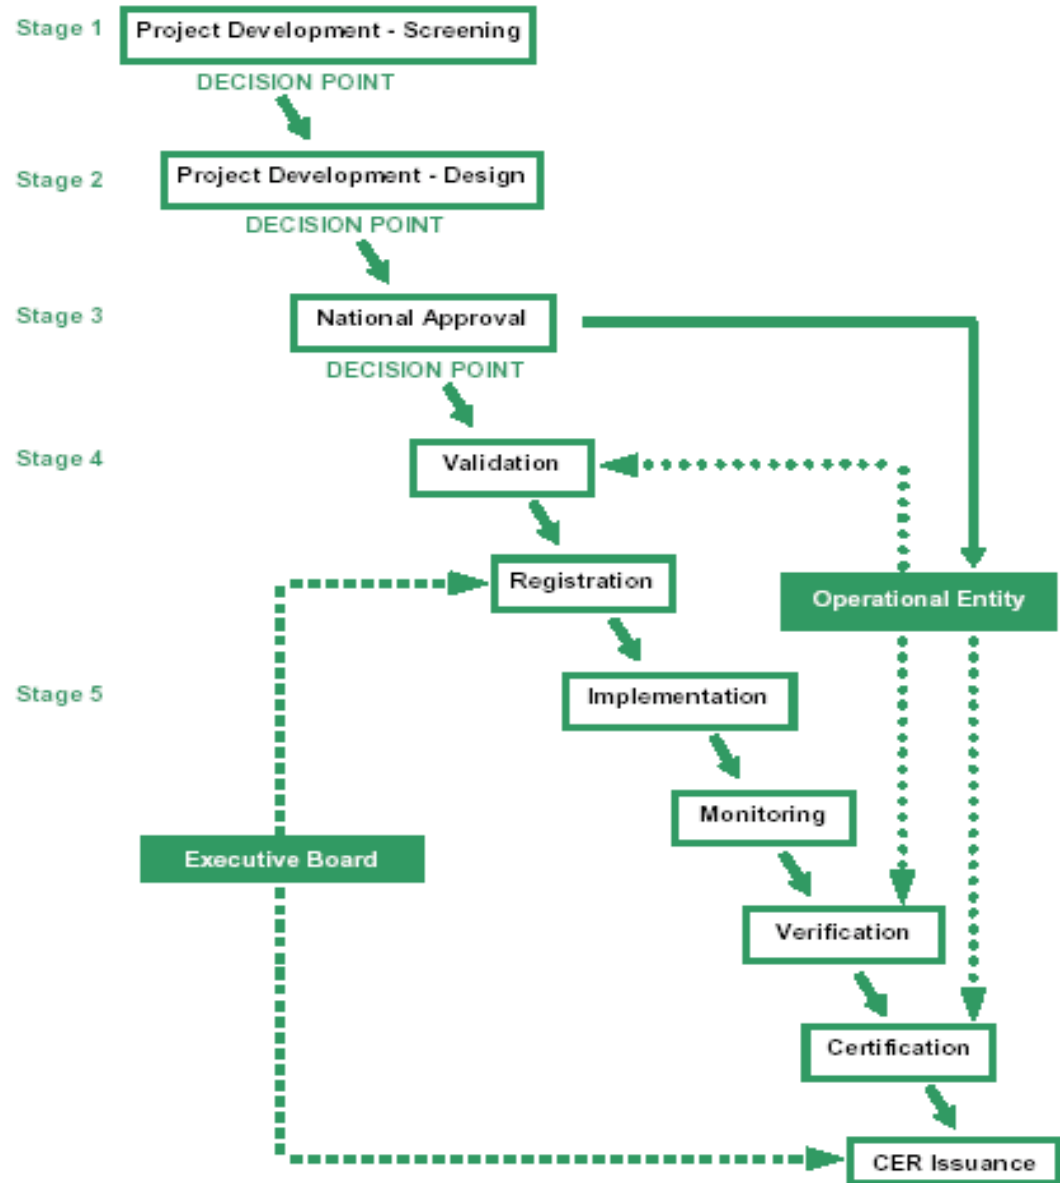 Stage 1
Project Development - Screening
DECISION POINT
Stage 2
Project Development - Design
DECISION POINT
Stage 3
National Approval
DECISION POINT
Stage 4
Validation
Registration
Operational Entity
Stage 5
Implementation
Monitoring
Executive Board
Verification
Certification
CER Issuance